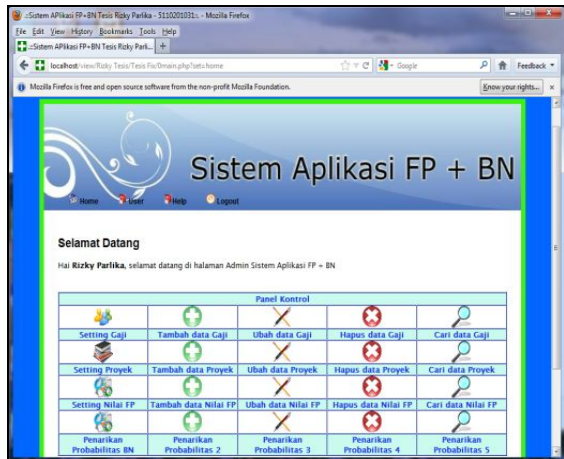 .:Sistem APlikasi FP+BN Tesis Rizky Parlika - 5110201031:. - Mozilla Firefox
File Edit View History Bookmarks Tools Help
.:Sistem APlikasi FP+BN Tesis Rizky Parli...
localhost/view/Rizky Tesis/Tesis Fix/0main.php?set=home
Google
Feedback
Mozilla Firefox is free and open source software from the non-profit Mozilla Foundation.
Know your rights...
Sistem Aplikasi FP + BN
Home User Help Logout
Selamat Datang
Hai Rizky Parlika, selamat datang di halaman Admin Sistem Aplikasi FP + BN
Panel Kontrol
Setting Gaji Tambah data Gaji Ubah data Gaji Hapus data Gaji Cari data Gaji
Setting Proyek Tambah data Proyek Ubah data Proyek Hapus data Proyek Cari data Proyek
Setting Nilai FP Tambah data Nilai FP Ubah data Nilai FP Hapus data Nilai FP Cari data Nilai FP
Penarikan Penarikan Penarikan Penarikan Penarikan
Probabilitas BN Probabilitas 2 Probabilitas 3 Probabilitas 4 Probabilitas 5